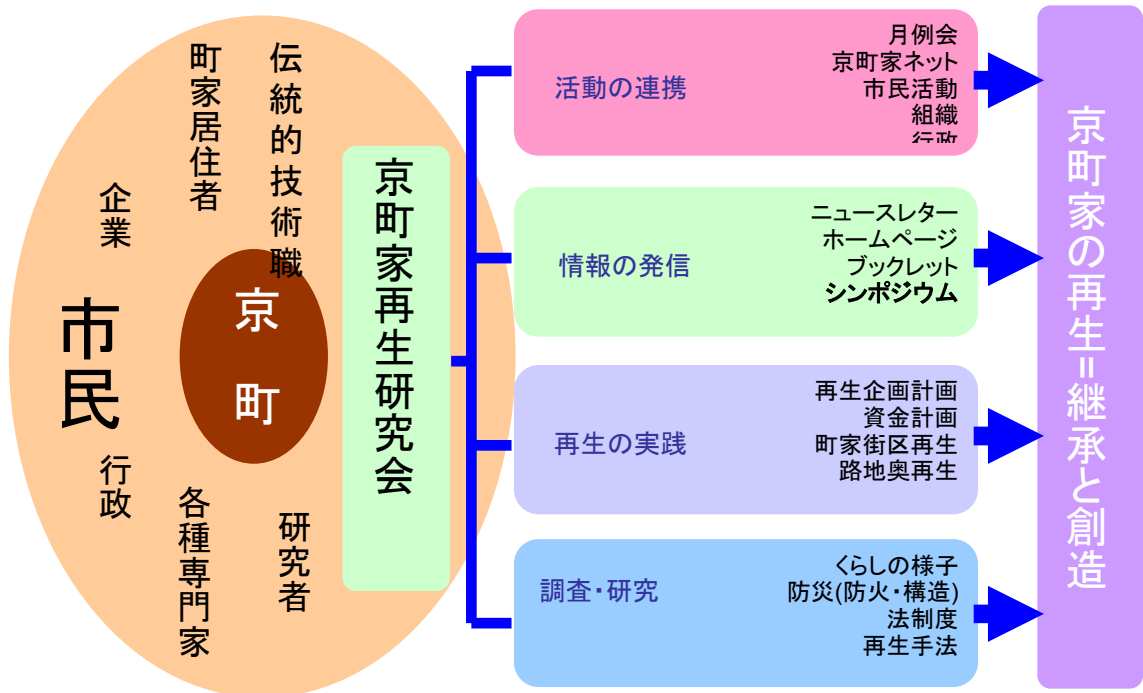 伝統的技術職
町家居住者
企業
市民
京町
行政
各種専門家
研究者
京町家再生研究会
活動の連携
月例会
京町家ネット
市民活動
組織
行政
情報の発信
ニュースレター
ホームページ
ブックレット
シンポジウム
再生の実践
再生企画計画
資金計画
町家街区再生
路地奥再生
調査・研究
くらしの様子
防災(防火・構造)
法制度
再生手法
京町家の再生=継承と創造